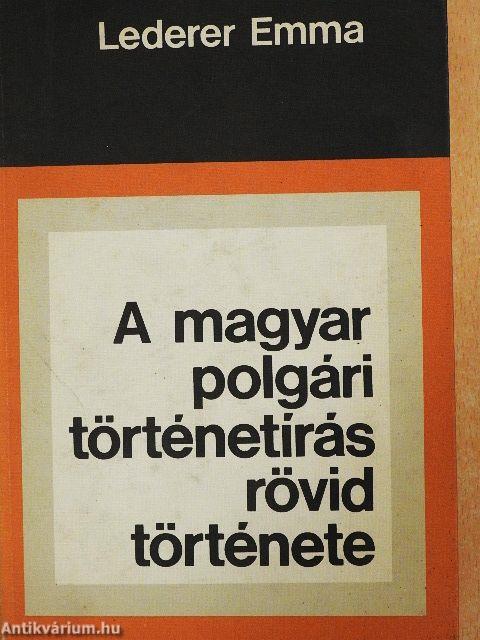 Lederer Emma
A magyar
polgári
történetírás
rövid
története
Antikvárium.hu